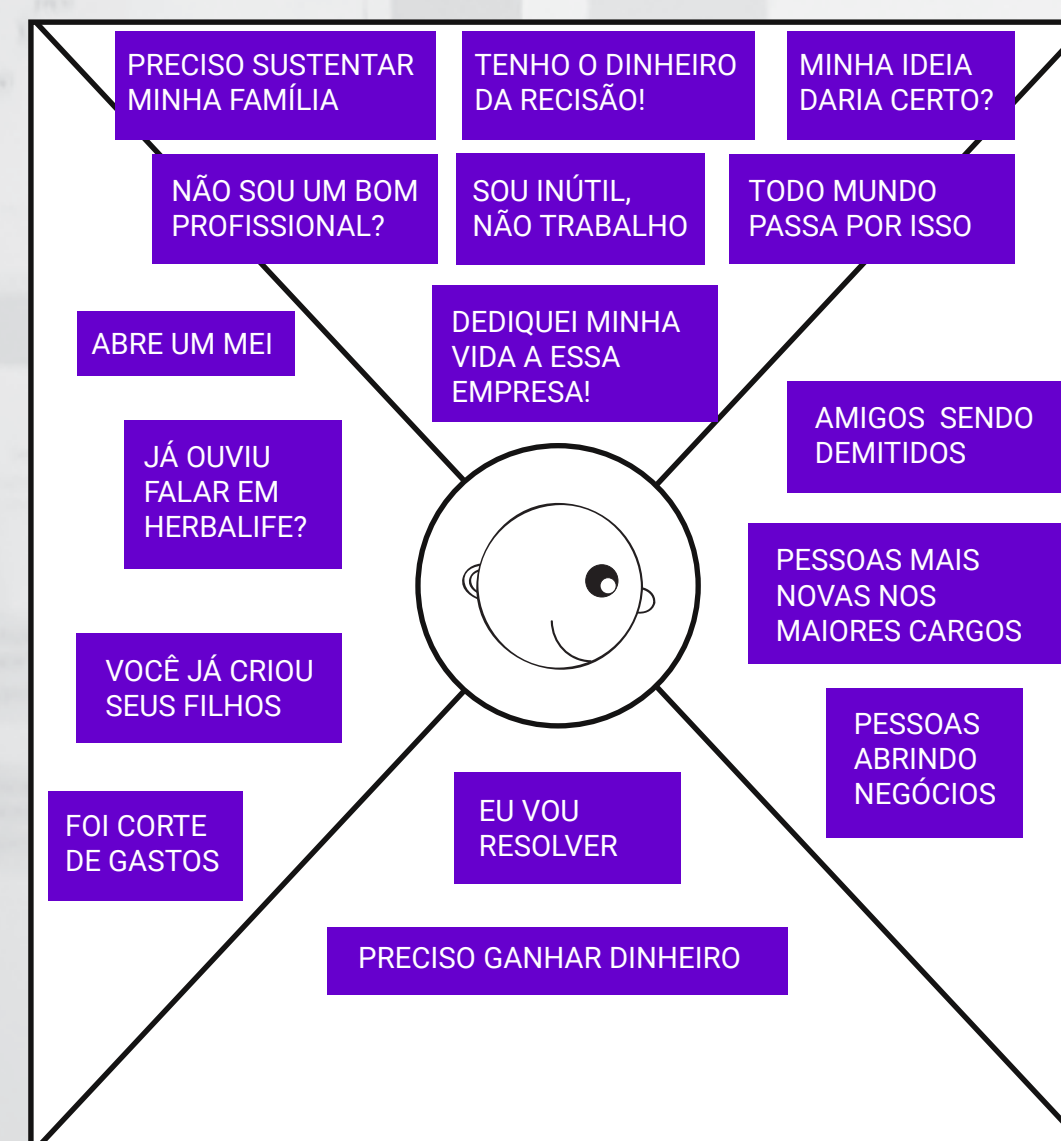 PRECISO SUSTENTAR
MINHA FAMÍLIA
TENHO O DINHEIRO
DA RECISÃO!
MINHA IDEIA
DARIA CERTO?
NÃO SOU UM BOM
PROFISSIONAL?
SOU INÚTIL,
NÃO TRABALHO
TODO MUNDO
PASSA POR ISSO
DEDIQUEI MINHA
VIDA A ESSA
EMPRESA!
ABRE UM MEI
JÁ OUVIU
FALAR EM
HERBALIFE?
VOCÊ JÁ CRIOU
SEUS FILHOS
FOI CORTE
DE GASTOS
AMIGOS SENDO
DEMITIDOS
PESSOAS MAIS
NOVAS NOS
MAIORES CARGOS
PESSOAS
ABRINDO
NEGÓCIOS
EU VOU
RESOLVER
PRECISO GANHAR DINHEIRO